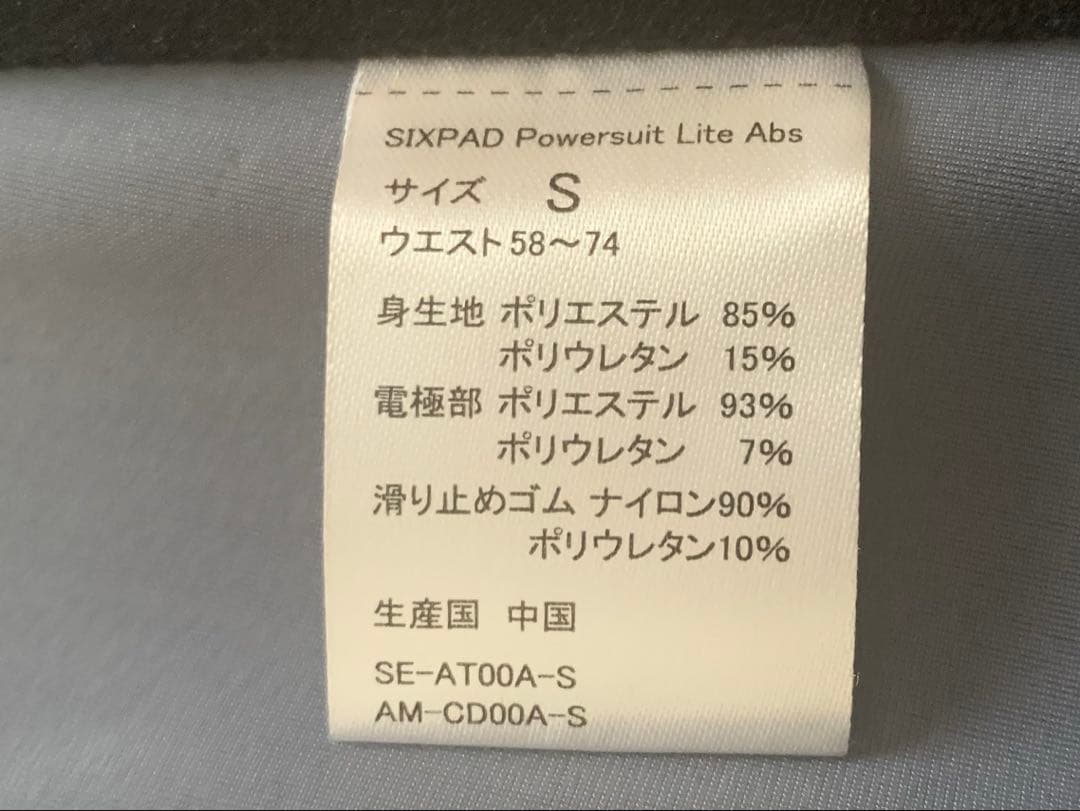 SIXPAD Powersuit Lite Abs
サイズ S
ウエスト58～74
身生地 ポリエステル 85%
ポリウレタン 15%
電極部 ポリエステル 93%
ポリウレタン 7%
滑り止めゴム ナイロン90%
ポリウレタン10%
生産国 中国
SE-AT00A-S
AM-CD00A-S